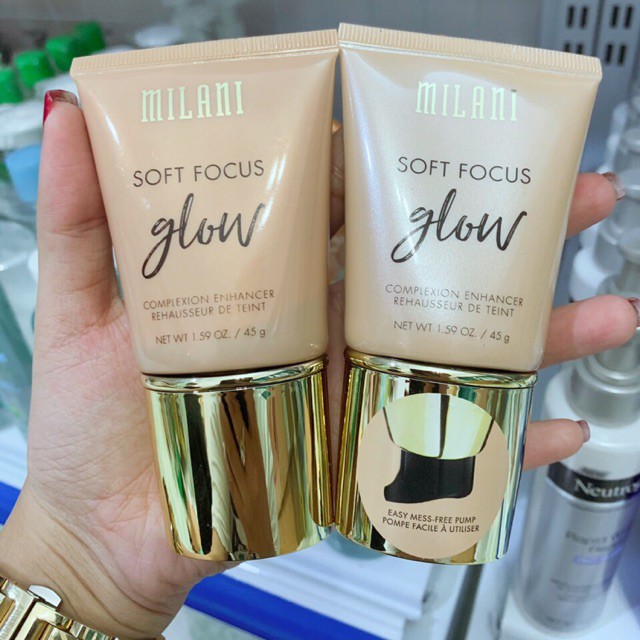 MILANI
SOFT FOCUS
glow
COMPLEXION ENHANCER
REHAUSSEUR DE TEINT
NET WT 1.59 OZ. / 45 g
MILANI
SOFT FOCUS
glow
COMPLEXION ENHANCER
REHAUSSEUR DE TEINT
NET WT 1.59 OZ. / 45 g
EASY MESS-FREE PUMP
POMPE FACILE À UTILISER